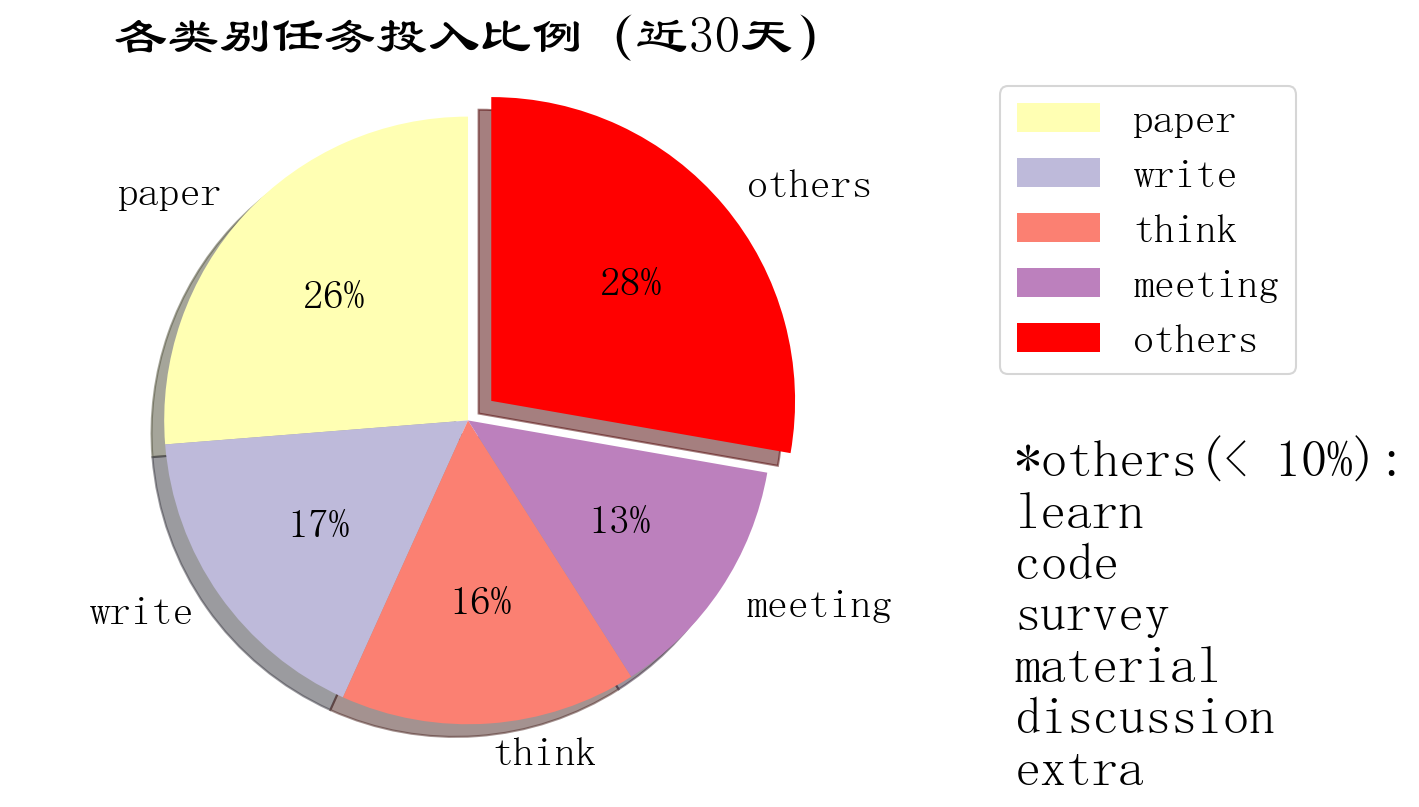 各类别任务投入比例 (近30天)
paper
others
26%
28%
17%
13%
16%
write
meeting
think
paper
write
think
meeting
others
*others(< 10%):
learn
code
survey
material
discussion
extra